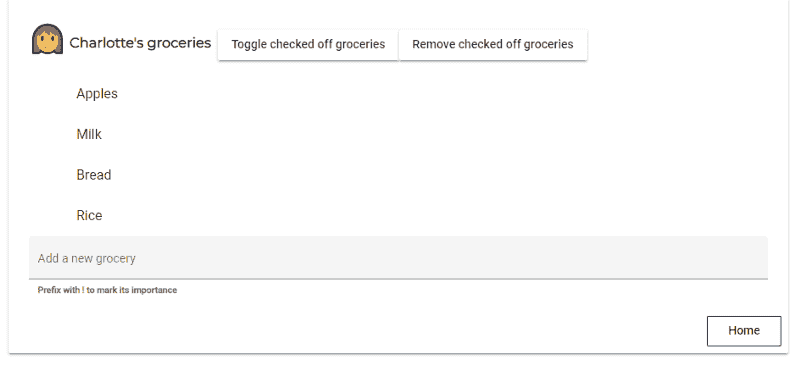 Charlotte's groceries Toggle checked off groceries Remove checked off groceries
Apples
Milk
Bread
Rice
Add a new grocery
Prefix with ! to mark its importance
Home